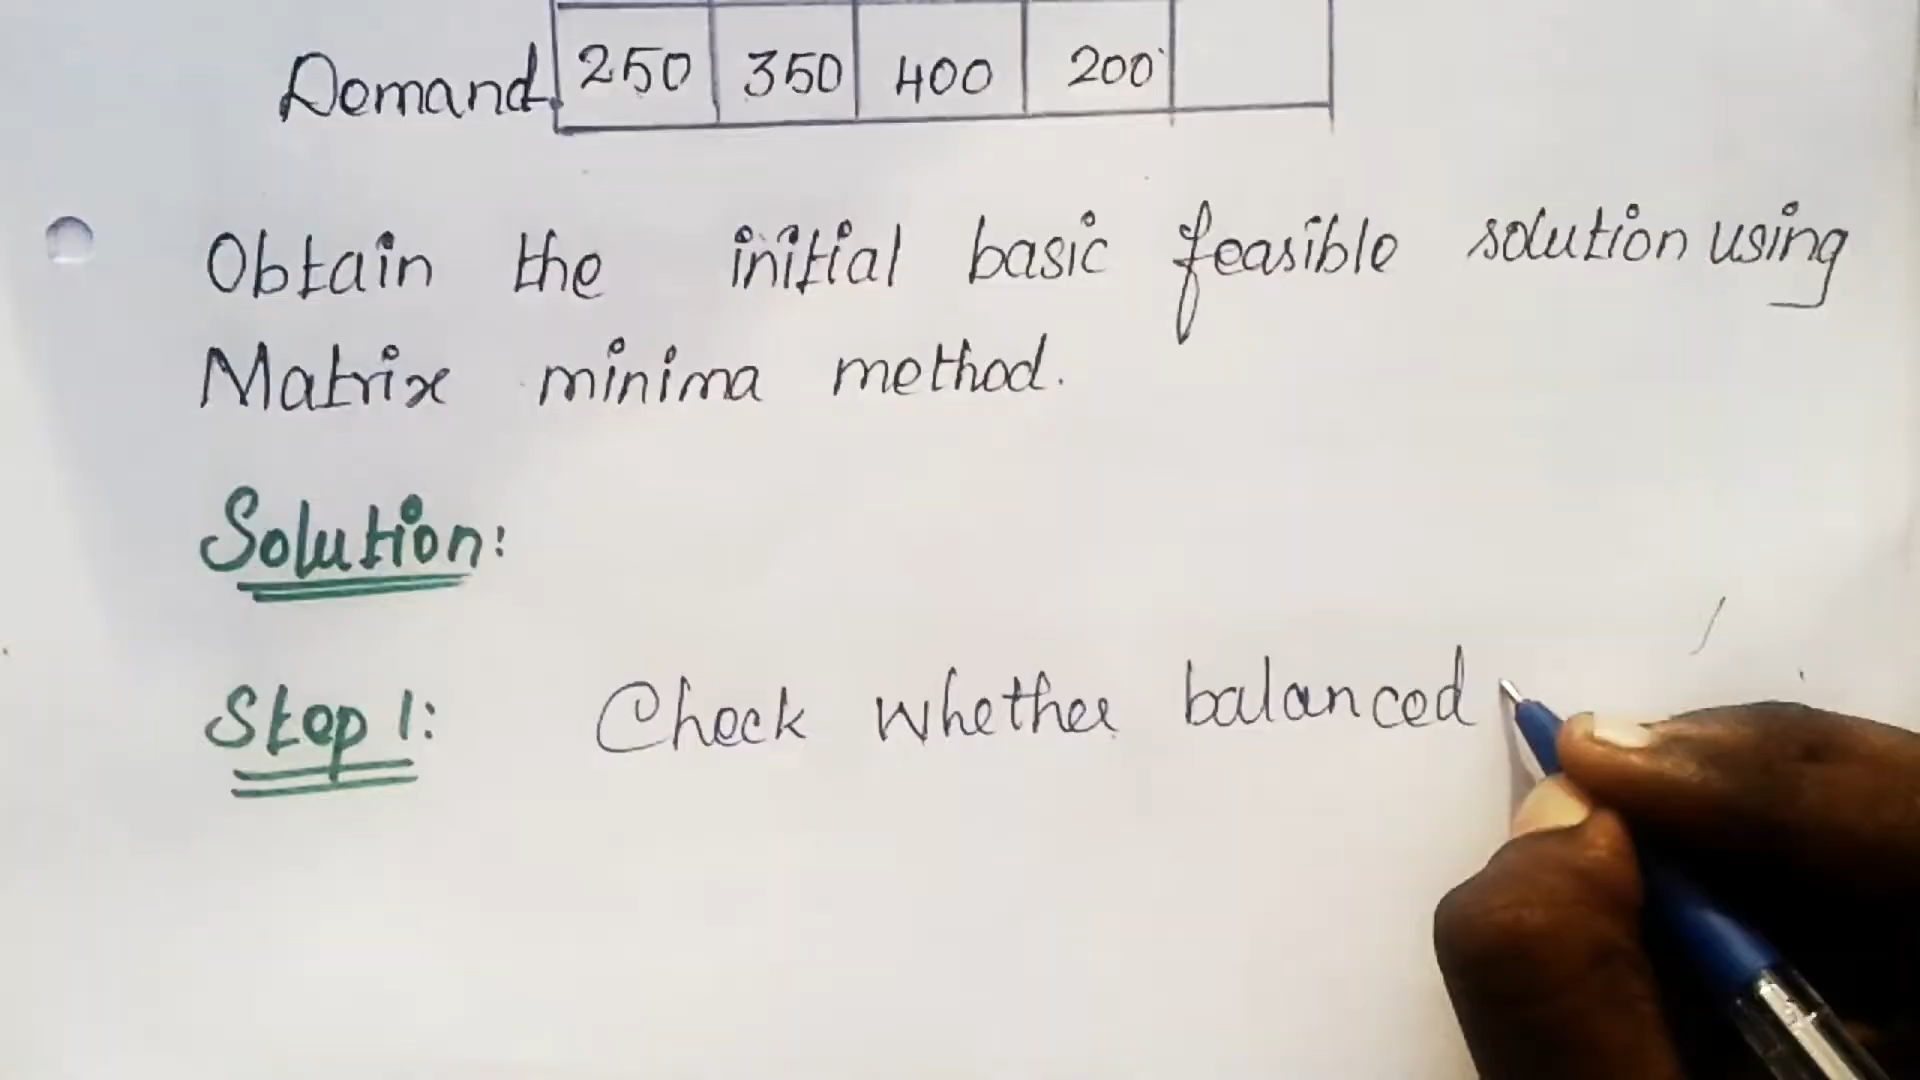 Demand 250 350 400 200
Obtain the initial basic feasible solution using
Matrix minima method.
Solution:
Step 1: Check whether balanced